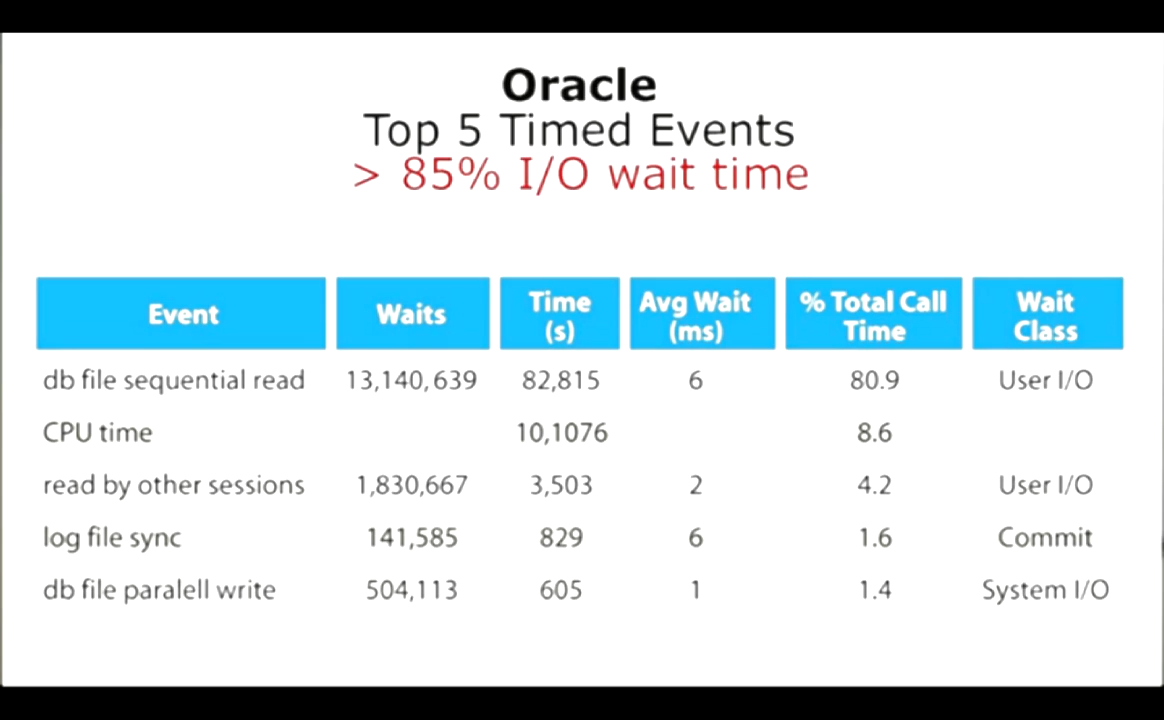 Oracle
Top 5 Timed Events
> 85% I/O wait time
Event Waits Time (s) Avg Wait (ms) % Total Call Time Wait Class
db file sequential read 13,140,639 82,815 6 80.9 User I/O
CPU time 10,1076 8.6
read by other sessions 1,830,667 3,503 2 4.2 User I/O
log file sync 141,585 829 6 1.6 Commit
db file paralell write 504,113 605 1 1.4 System I/O